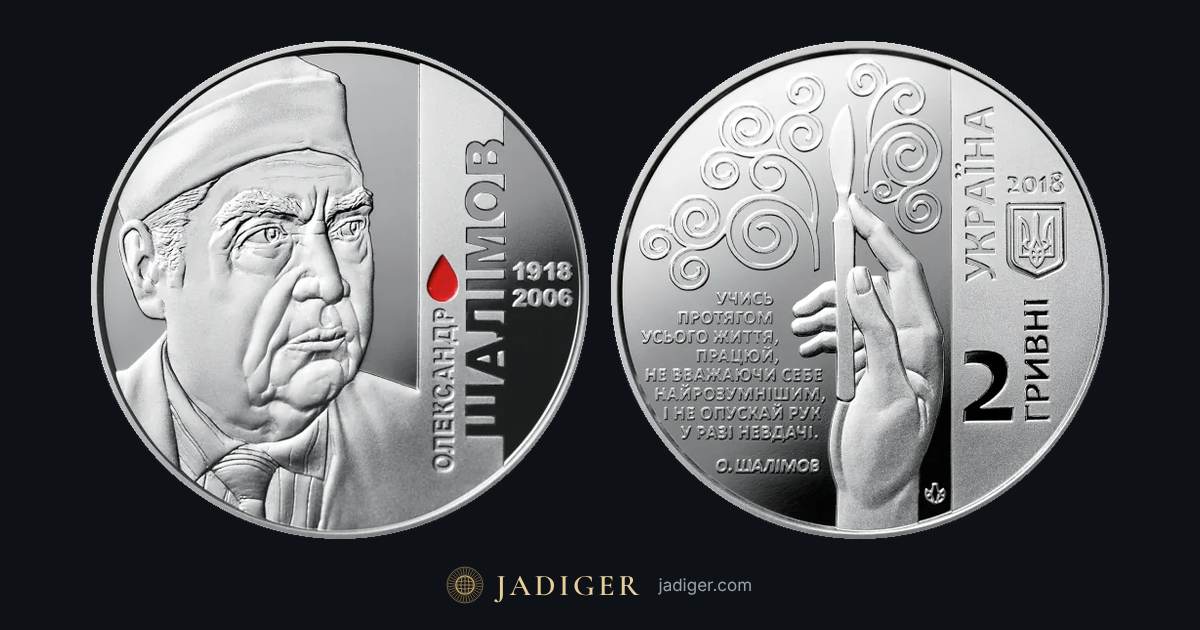 ОЛЕКСАНДР
ШАЛІМОВ
1918
2006
УЧИСЬ
ПРОТЯГОМ
УСЬОГО ЖИТТЯ,
ПРАЦЮЙ,
НЕ ВВАЖАЮЧИ СЕБЕ
НАЙРОЗУМНІШИМ,
І НЕ ОПУСКАЙ РУК
У РАЗІ НЕВДАЧІ.
О. ШАЛІМОВ
УКРАЇНА
2018
2
ГРИВНІ
JADIGER
jadiger.com